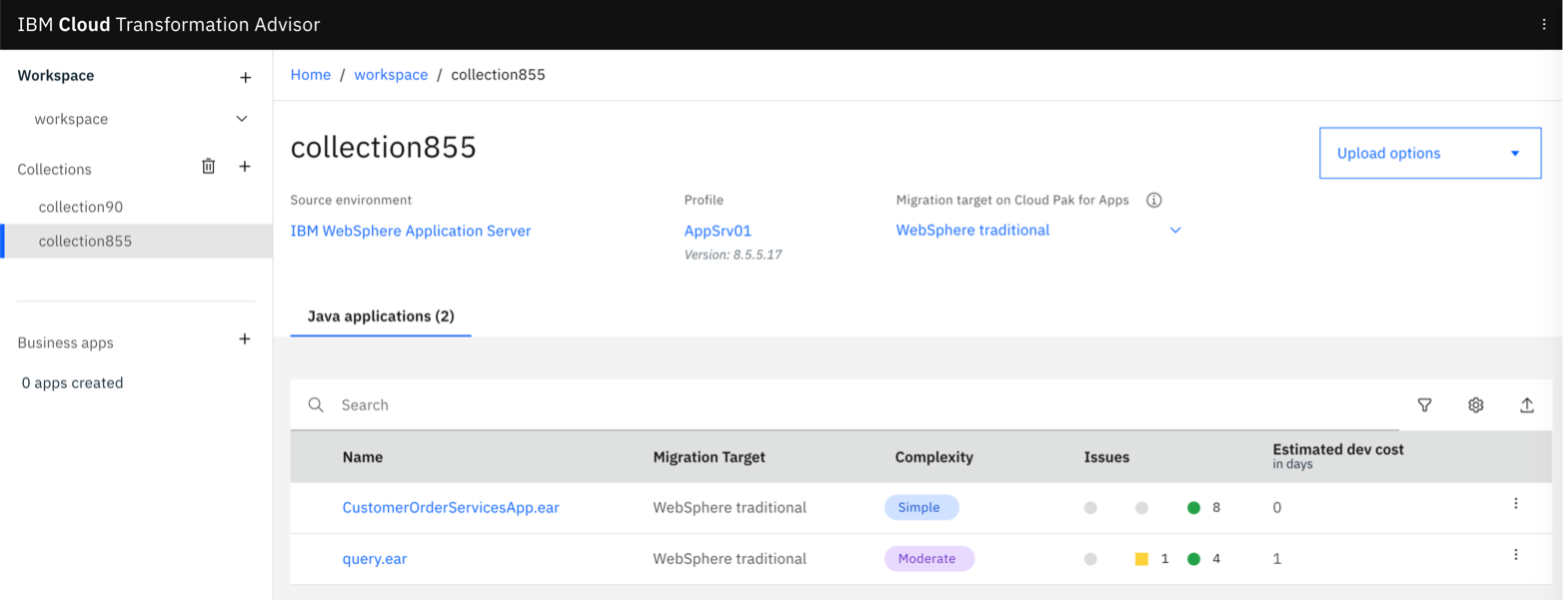 IBM Cloud Transformation Advisor
Workspace
workspace
Collections
collection90
collection855
Business apps
0 apps created
Home / workspace / collection855
collection855
Upload options
Source environment
IBM WebSphere Application Server
Profile
AppSrv01
Version: 8.5.5.17
Migration target on Cloud Pak for Apps
WebSphere traditional
Java applications (2)
Search
Name Migration Target Complexity Issues Estimated dev cost
in days
CustomerOrderServicesApp.ear WebSphere traditional Simple 8 0
query.ear WebSphere traditional Moderate 1 4 1